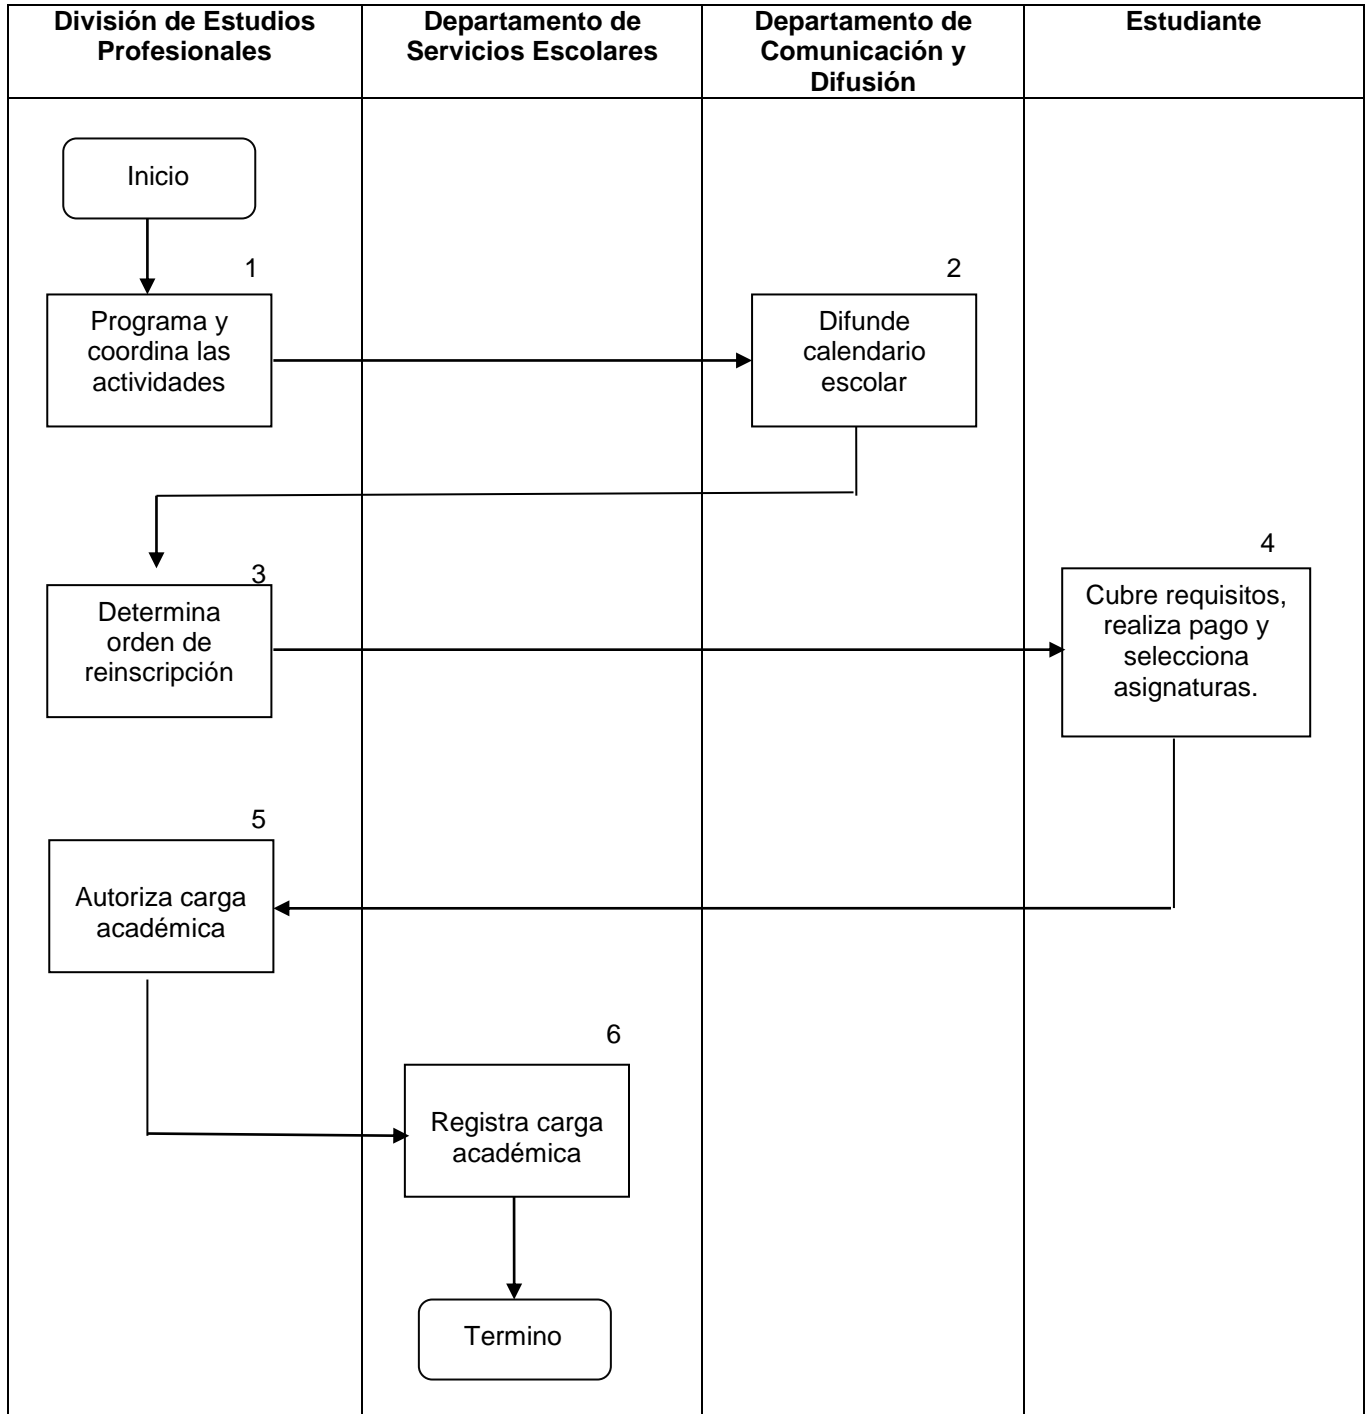 División de Estudios
Profesionales
Departamento de
Servicios Escolares
Departamento de
Comunicación y
Difusión
Estudiante
Inicio
1
Programa y
coordina las
actividades
2
Difunde
calendario
escolar
3
Determina
orden de
reinscripción
4
Cubre requisitos,
realiza pago y
selecciona
asignaturas.
5
Autoriza carga
académica
6
Registra carga
académica
Termino